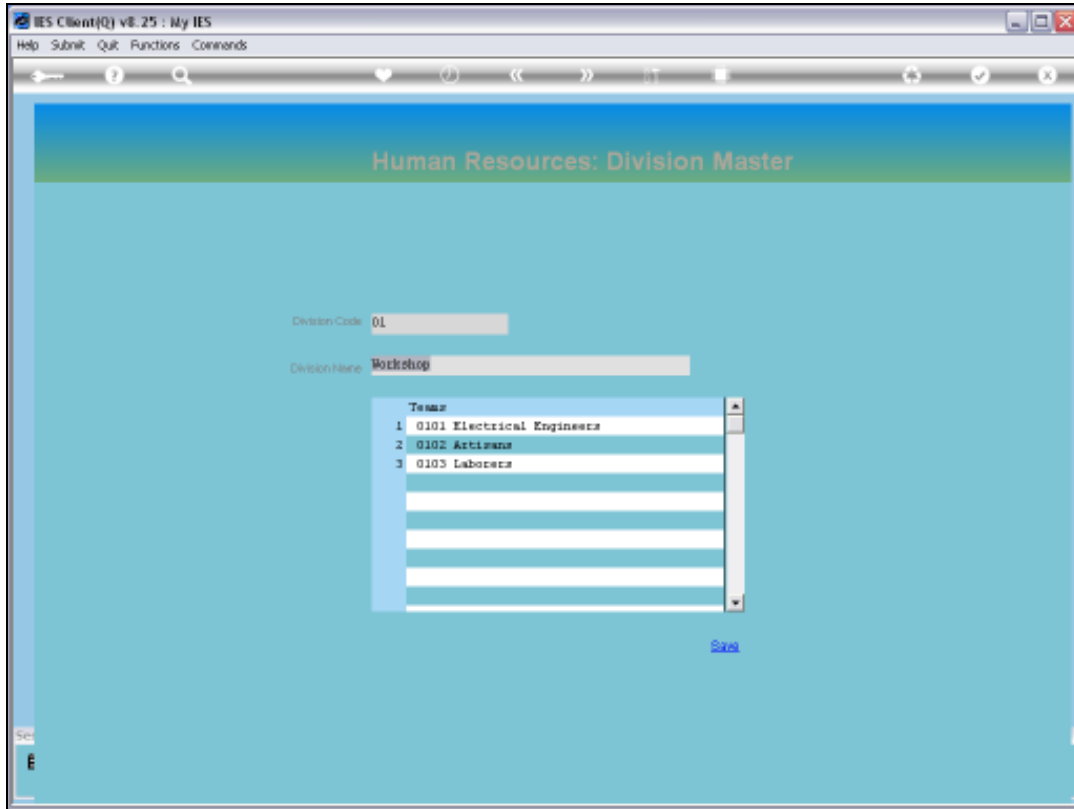 IES Client(Q) v8.25 : My IES
Help Submit Quit Functions Commands
Human Resources: Division Master
Division Code 01
Division Name Workshop
Teams
1 0101 Electrical Engineers
2 0102 Artisans
3 0103 Laborers
Save